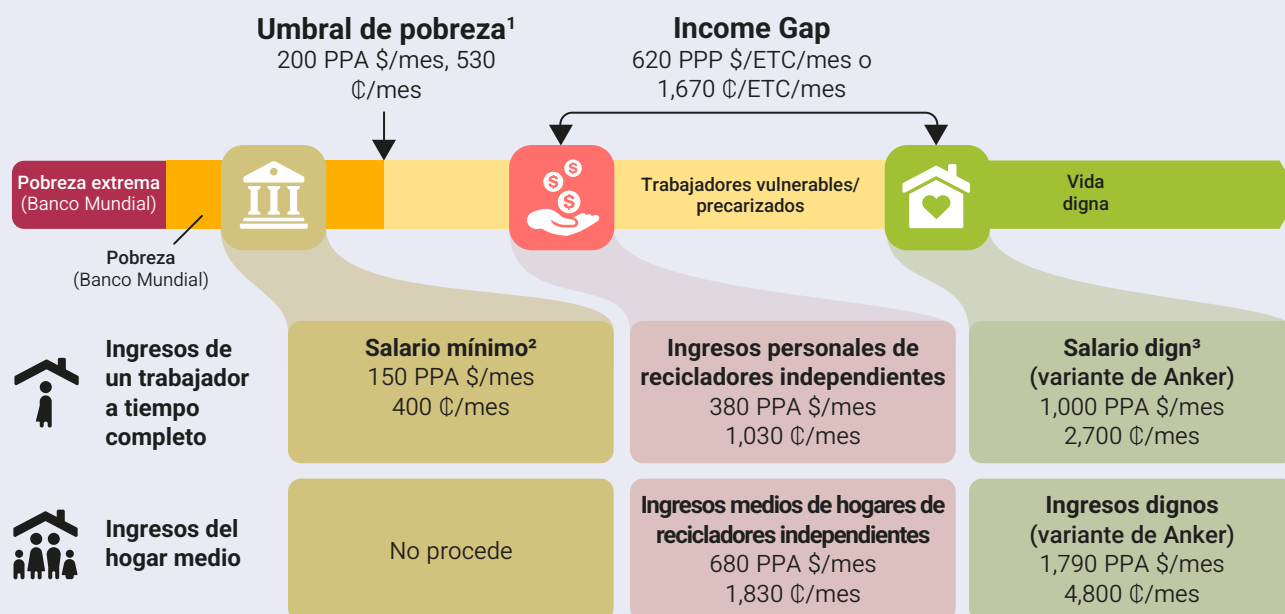 Umbral de pobreza¹
200 PPA $/mes, 530
₵/mes
Income Gap
620 PPP $/ETC/mes o
1,670 ₵/ETC/mes
Pobreza extrema
(Banco Mundial)
Trabajadores vulnerables/
precarizados
Vida
digna
Pobreza
(Banco Mundial)
Ingresos de
un trabajador
a tiempo
completo
Salario mínimo²
150 PPA $/mes
400 ₵/mes
Ingresos personales de
recicladores independientes
380 PPA $/mes
1,030 ₵/mes
Salario dign³
(variante de Anker)
1,000 PPA $/mes
2,700 ₵/mes
Ingresos del
hogar medio
No procede
Ingresos medios de hogares de
recicladores independientes
680 PPA $/mes
1,830 ₵/mes
Ingresos dignos
(variante de Anker)
1,790 PPA $/mes
4,800 ₵/mes